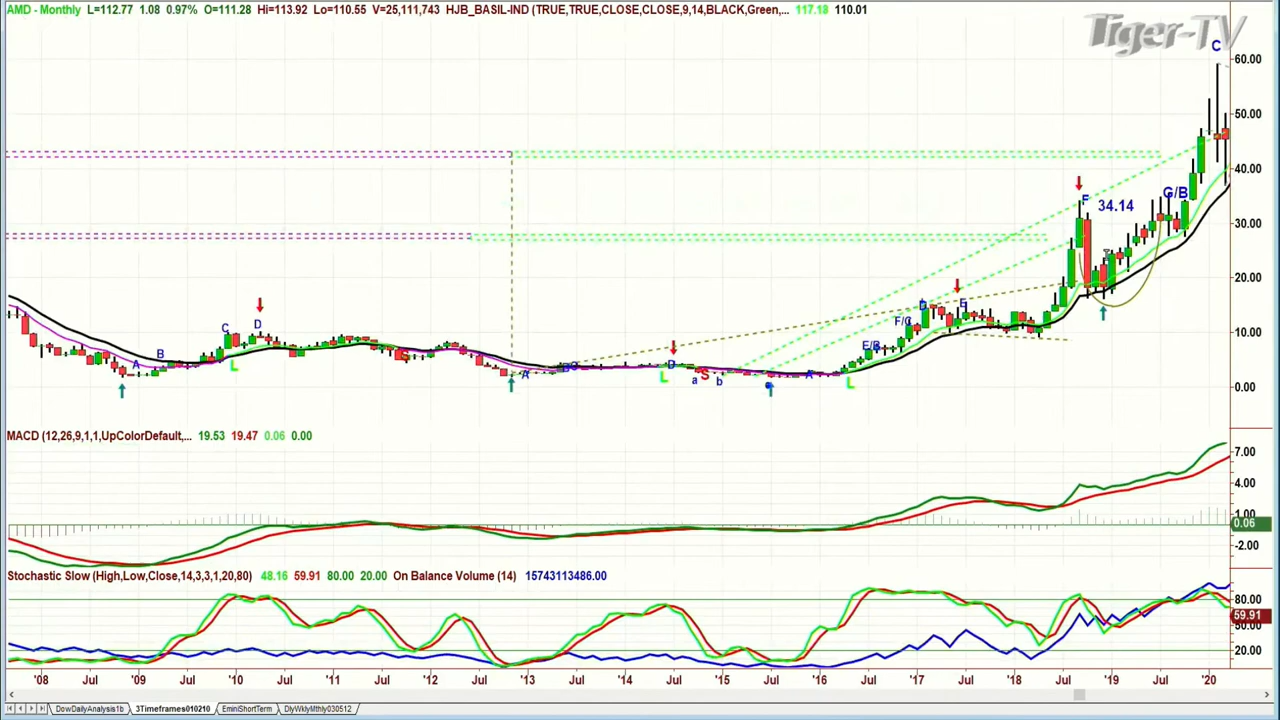 AMD - Monthly L=112.77 1.08 0.97% O=111.28 Hi=113.92 Lo=110.55 V=25,111,743 HJB_BASIL-IND (TRUE,TRUE,CLOSE,CLOSE,9,14,BLACK,Green,... 117.18 110.01
Tiger-TV
C
60.00
50.00
40.00
F 34.14 G/B
30.00
20.00
C D D E
F/G
10.00
A B L E/B
S A D L a S b A L
0.00
MACD (12,26,9,1,1,UpColorDefault,... 19.53 19.47 0.06 0.00
7.00
4.00
1.00
0.06
-2.00
Stochastic Slow (High,Low,Close,14,3,3,1,20,80) 48.16 59.91 80.00 20.00 On Balance Volume (14) 15743113486.00
80.00
59.91
50.00
20.00
'08 Jul '09 Jul '10 Jul '11 Jul '12 Jul '13 Jul '14 Jul '15 Jul '16 Jul '17 Jul '18 Jul '19 Jul '20
DowDailyAnalysis1b 3Timeframes010210 EminiShortTerm DlyWklyMthly030512